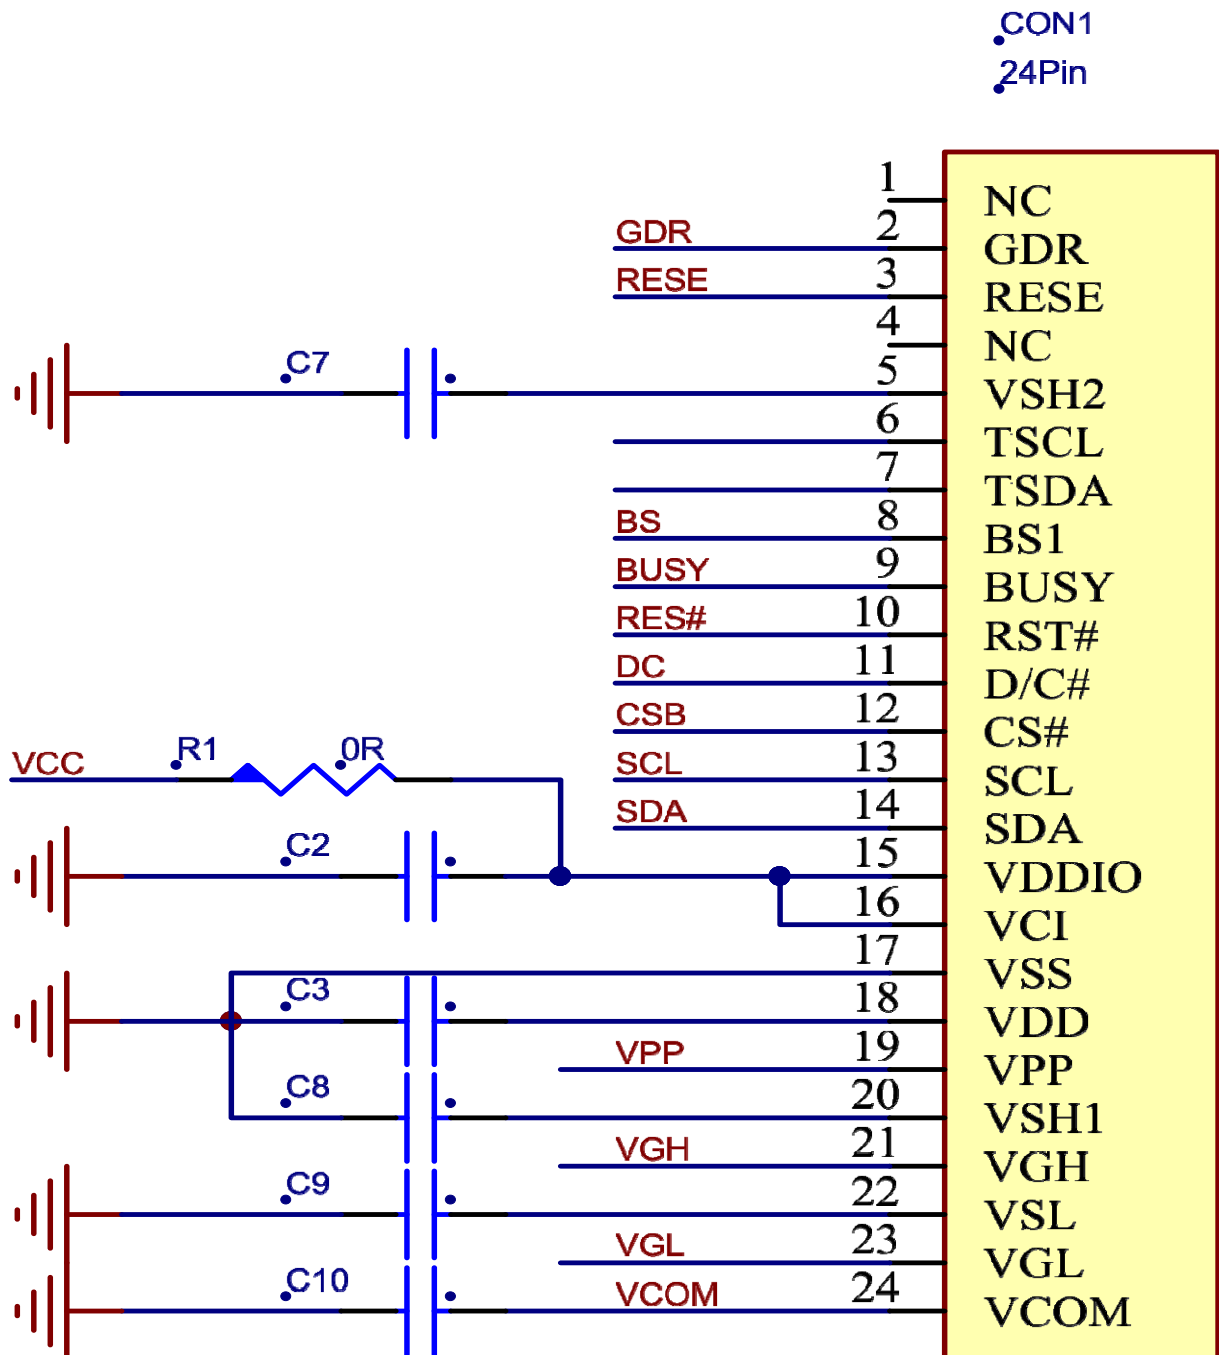 CON1
24Pin
1 NC
GDR 2 GDR
RESE 3 RESE
4 NC
C7 5 VSH2
6 TSCL
7 TSDA
BS 8 BS1
BUSY 9 BUSY
RES# 10 RST#
DC 11 D/C#
CSB 12 CS#
VCC R1 0R SCL 13 SCL
SDA 14 SDA
C2 15 VDDIO
16 VCI
17 VSS
C3 18 VDD
VPP 19 VPP
C8 20 VSH1
VGH 21 VGH
C9 22 VSL
VGL 23 VGL
C10 VCOM 24 VCOM